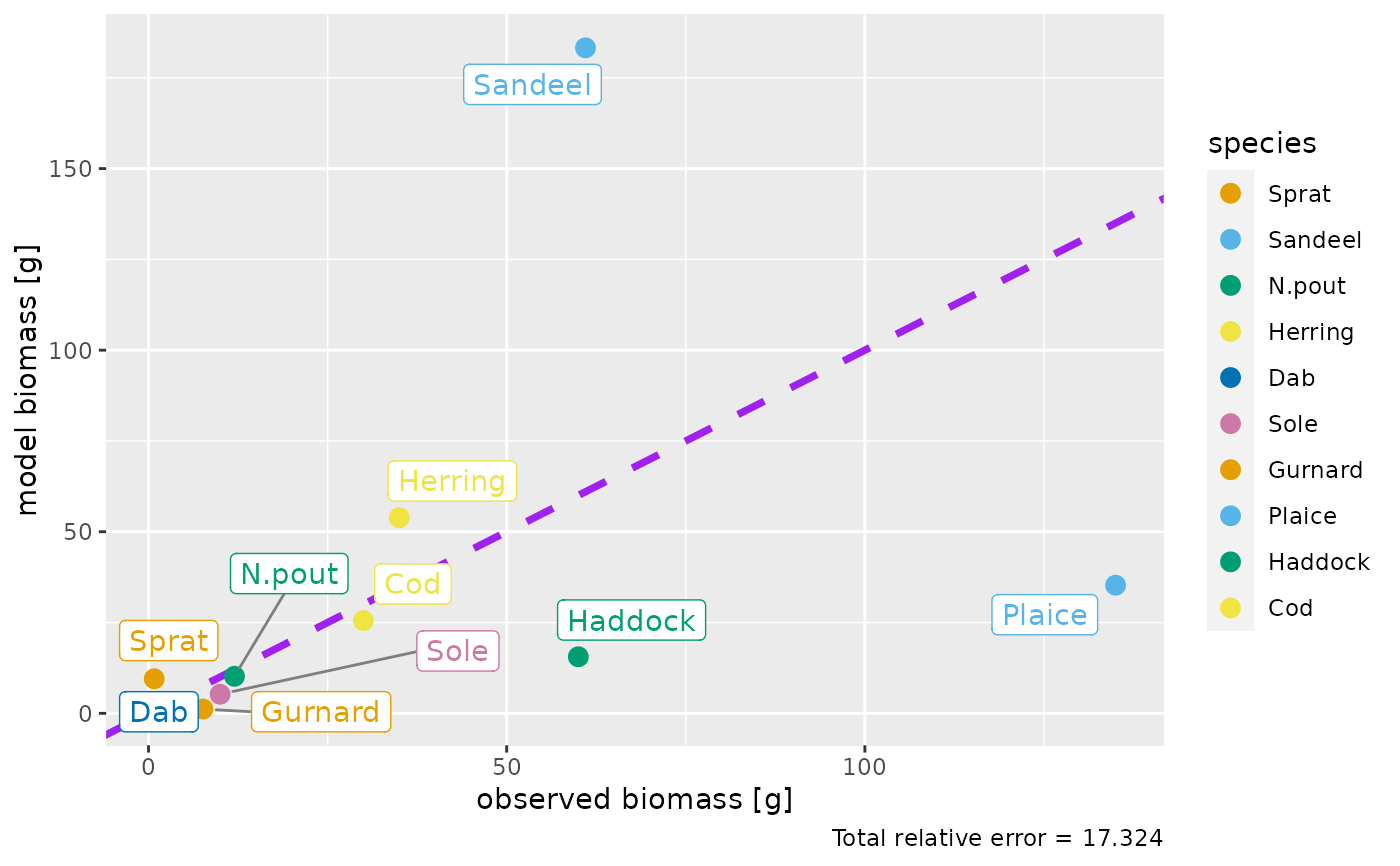 Sandeel
Herring
N.pout
Cod
Haddock
Plaice
Sprat
Sole
Dab
Gurnard
150
100
50
0
0
50
100
model biomass [g]
observed biomass [g]
species
Sprat
Sandeel
N.pout
Herring
Dab
Sole
Gurnard
Plaice
Haddock
Cod
Total relative error = 17.324